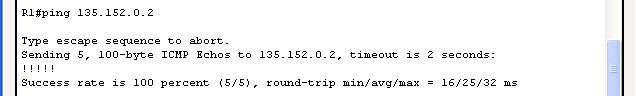 R1#ping 135.152.0.2
Type escape sequence to abort.
Sending 5, 100-byte ICMP Echos to 135.152.0.2, timeout is 2 seconds:
!!!!!
Success rate is 100 percent (5/5), round-trip min/avg/max = 16/25/32 ms